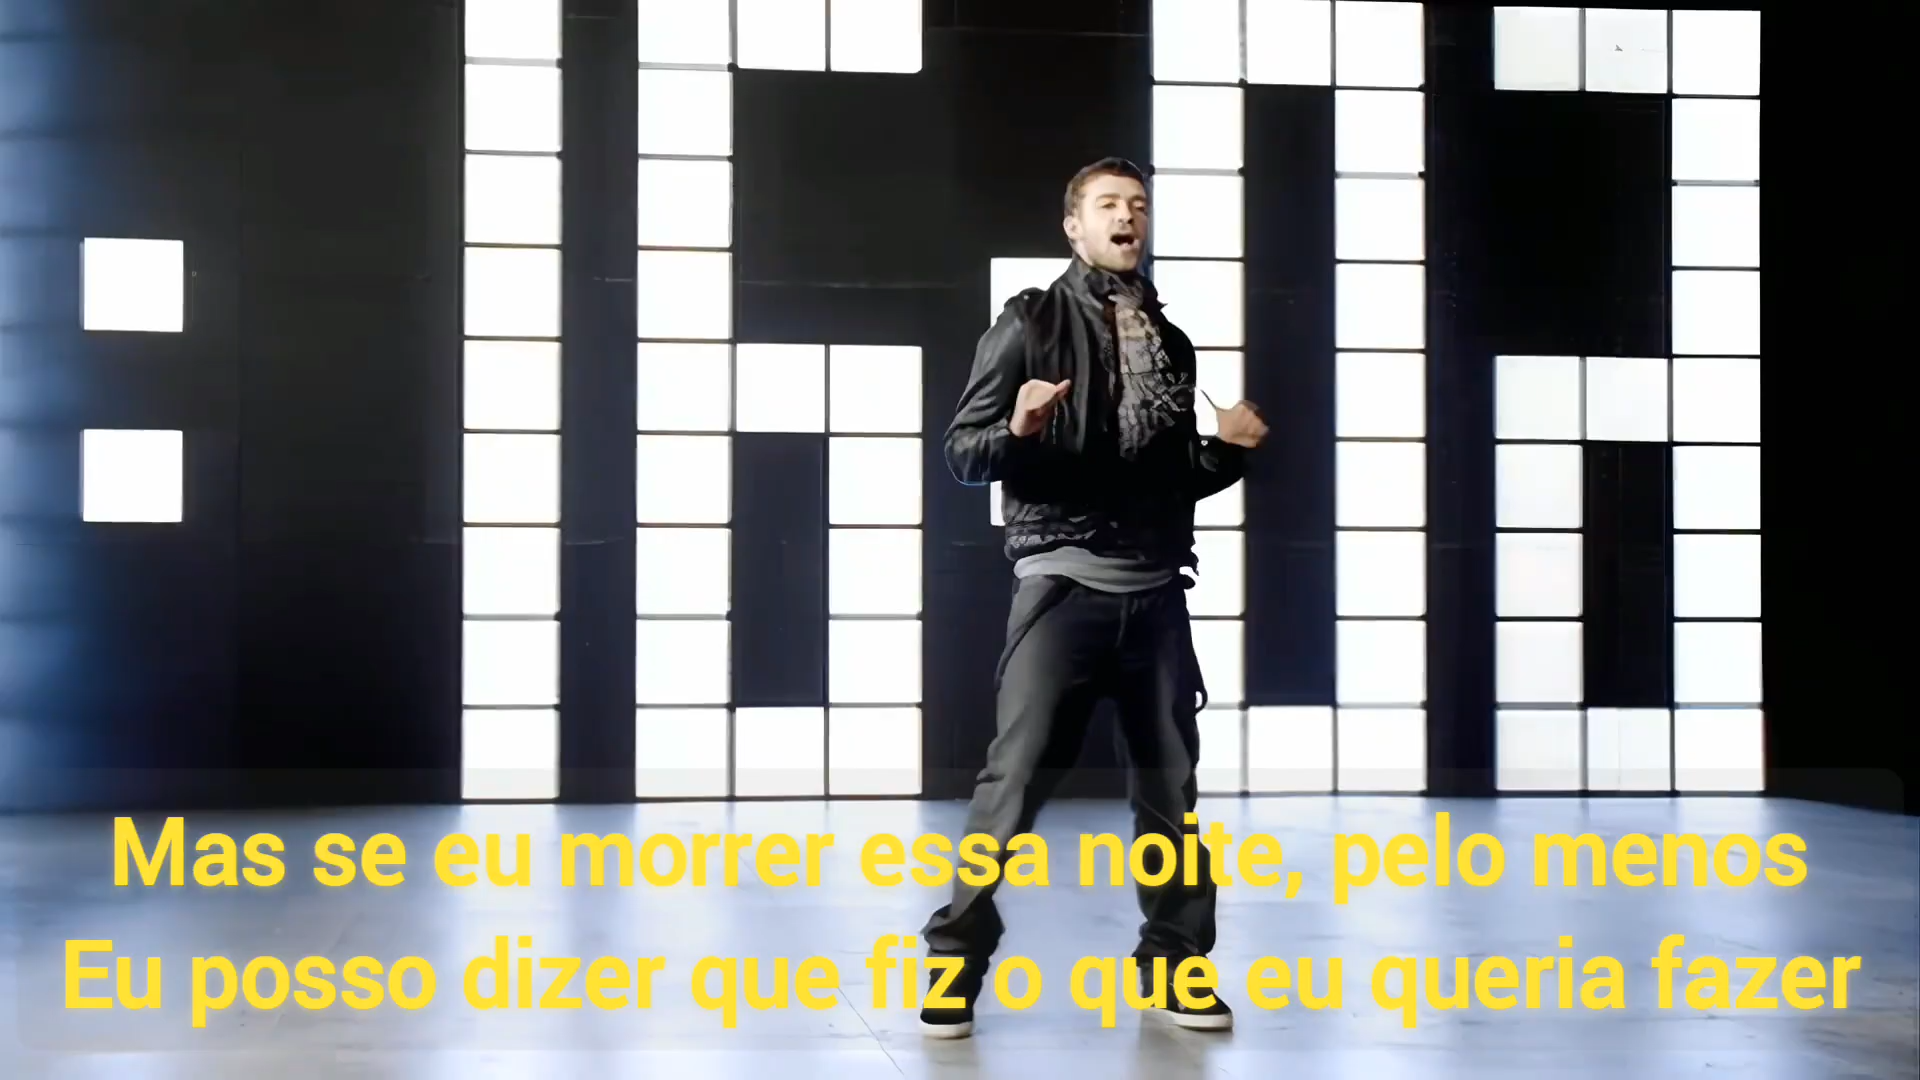 Mas se eu morrer essa noite, pelo menos
Eu posso dizer que fiz o que eu queria fazer